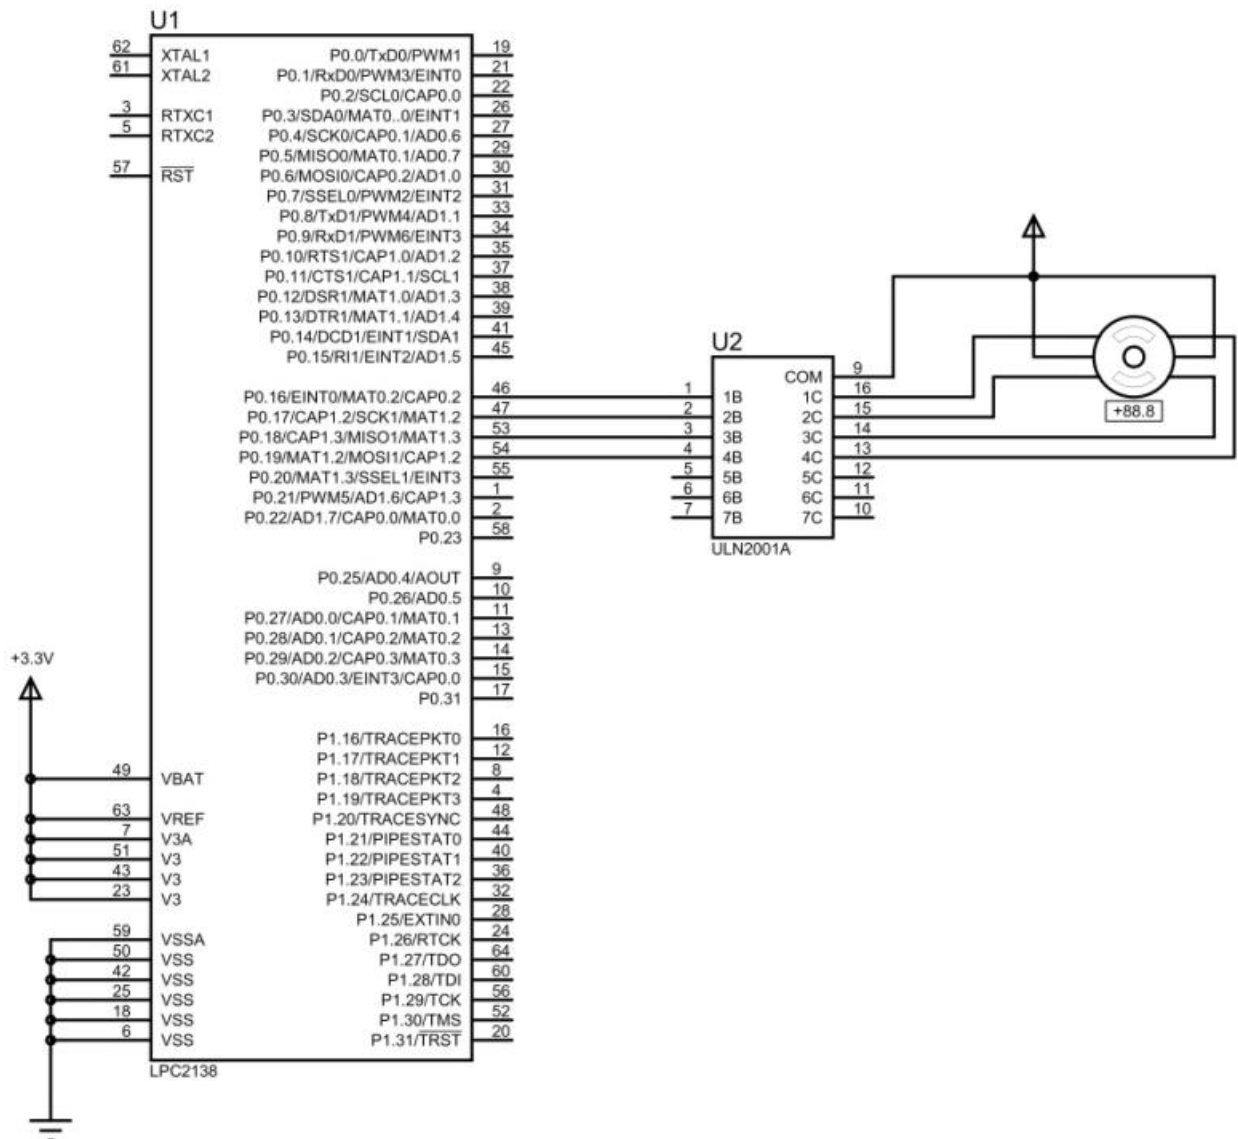 U1
62 XTAL1 P0.0/TxD0/PWM1 19
61 XTAL2 P0.1/RxD0/PWM3/EINT0 21
P0.2/SCL0/CAP0.0 22
3 RTXC1 P0.3/SDA0/MAT0..0/EINT1 26
5 RTXC2 P0.4/SCK0/CAP0.1/AD0.6 27
P0.5/MISO0/MAT0.1/AD0.7 29
57 RST P0.6/MOSI0/CAP0.2/AD1.0 30
P0.7/SSEL0/PWM2/EINT2 31
P0.8/TxD1/PWM4/AD1.1 33
P0.9/RxD1/PWM6/EINT3 34
P0.10/RTS1/CAP1.0/AD1.2 35
P0.11/CTS1/CAP1.1/SCL1 37
P0.12/DSR1/MAT1.0/AD1.3 38
P0.13/DTR1/MAT1.1/AD1.4 39
P0.14/DCD1/EINT1/SDA1 41
P0.15/RI1/EINT2/AD1.5 45
P0.16/EINT0/MAT0.2/CAP0.2 46
P0.17/CAP1.2/SCK1/MAT1.2 47
P0.18/CAP1.3/MISO1/MAT1.3 53
P0.19/MAT1.2/MOSI1/CAP1.2 54
P0.20/MAT1.3/SSEL1/EINT3 55
P0.21/PWM5/AD1.6/CAP1.3 1
P0.22/AD1.7/CAP0.0/MAT0.0 2
P0.23 58
P0.25/AD0.4/AOUT 9
P0.26/AD0.5 10
P0.27/AD0.0/CAP0.1/MAT0.1 11
P0.28/AD0.1/CAP0.2/MAT0.2 13
P0.29/AD0.2/CAP0.3/MAT0.3 14
P0.30/AD0.3/EINT3/CAP0.0 15
P0.31 17
P1.16/TRACEPKT0 16
P1.17/TRACEPKT1 12
49 VBAT P1.18/TRACEPKT2 8
P1.19/TRACEPKT3 4
63 VREF P1.20/TRACESYNC 48
7 V3A P1.21/PIPESTAT0 44
51 V3 P1.22/PIPESTAT1 40
43 V3 P1.23/PIPESTAT2 36
23 V3 P1.24/TRACECLK 32
P1.25/EXTIN0 28
59 VSSA P1.26/RTCK 24
50 VSS P1.27/TDO 64
42 VSS P1.28/TDI 60
25 VSS P1.29/TCK 56
18 VSS P1.30/TMS 52
6 VSS P1.31/TRST 20
LPC2138
+3.3V
U2
COM 9
1 1B 1C 16
2 2B 2C 15
3 3B 3C 14
4 4B 4C 13
5 5B 5C 12
6 6B 6C 11
7 7B 7C 10
ULN2001A
+88.8